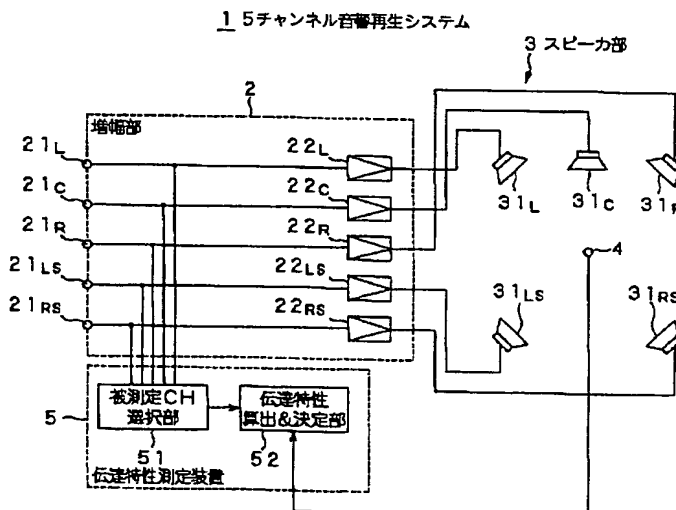 1 5チャンネル音響再生システム
3 スピーカ部
2
増幅部
21L
22L
21C
22C
21R
22R
21LS
22LS
21RS
22RS
31L
31C
31R
4
31LS
31RS
5
被測定CH
選択部
51
伝達特性
算出&決定部
52
伝達特性測定装置